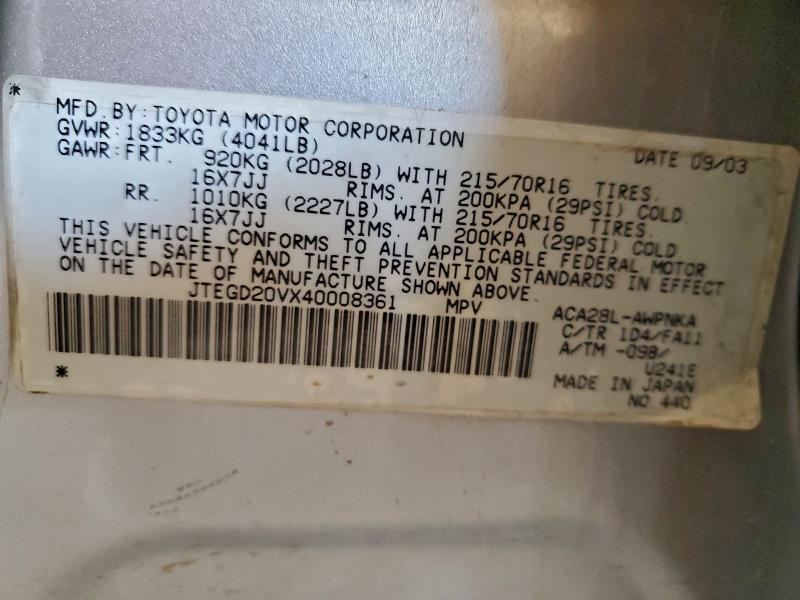 MFD.BY:TOYOTA MOTOR CORPORATION DATE 09/03
GVWR:1833KG (4041LB)
GAWR:FRT. 920KG (2028LB) WITH 215/70R16 TIRES.
16X7JJ RIMS. AT 200KPA (29PSI) COLD
RR. 1010KG (2227LB) WITH 215/70R16 TIRES.
16X7JJ RIMS. AT 200KPA (29PSI) COLD
THIS VEHICLE CONFORMS TO ALL APPLICABLE FEDERAL MOTOR
VEHICLE SAFETY AND THEFT PREVENTION STANDARDS IN EFFECT
ON THE DATE OF MANUFACTURE SHOWN ABOVE.
JTEGD20VX40008361 MPV
ACA28L-AWPNKA
C/TR 1D4/FA11
A/TM -09B/
U241E
MADE IN JAPAN
NO 440